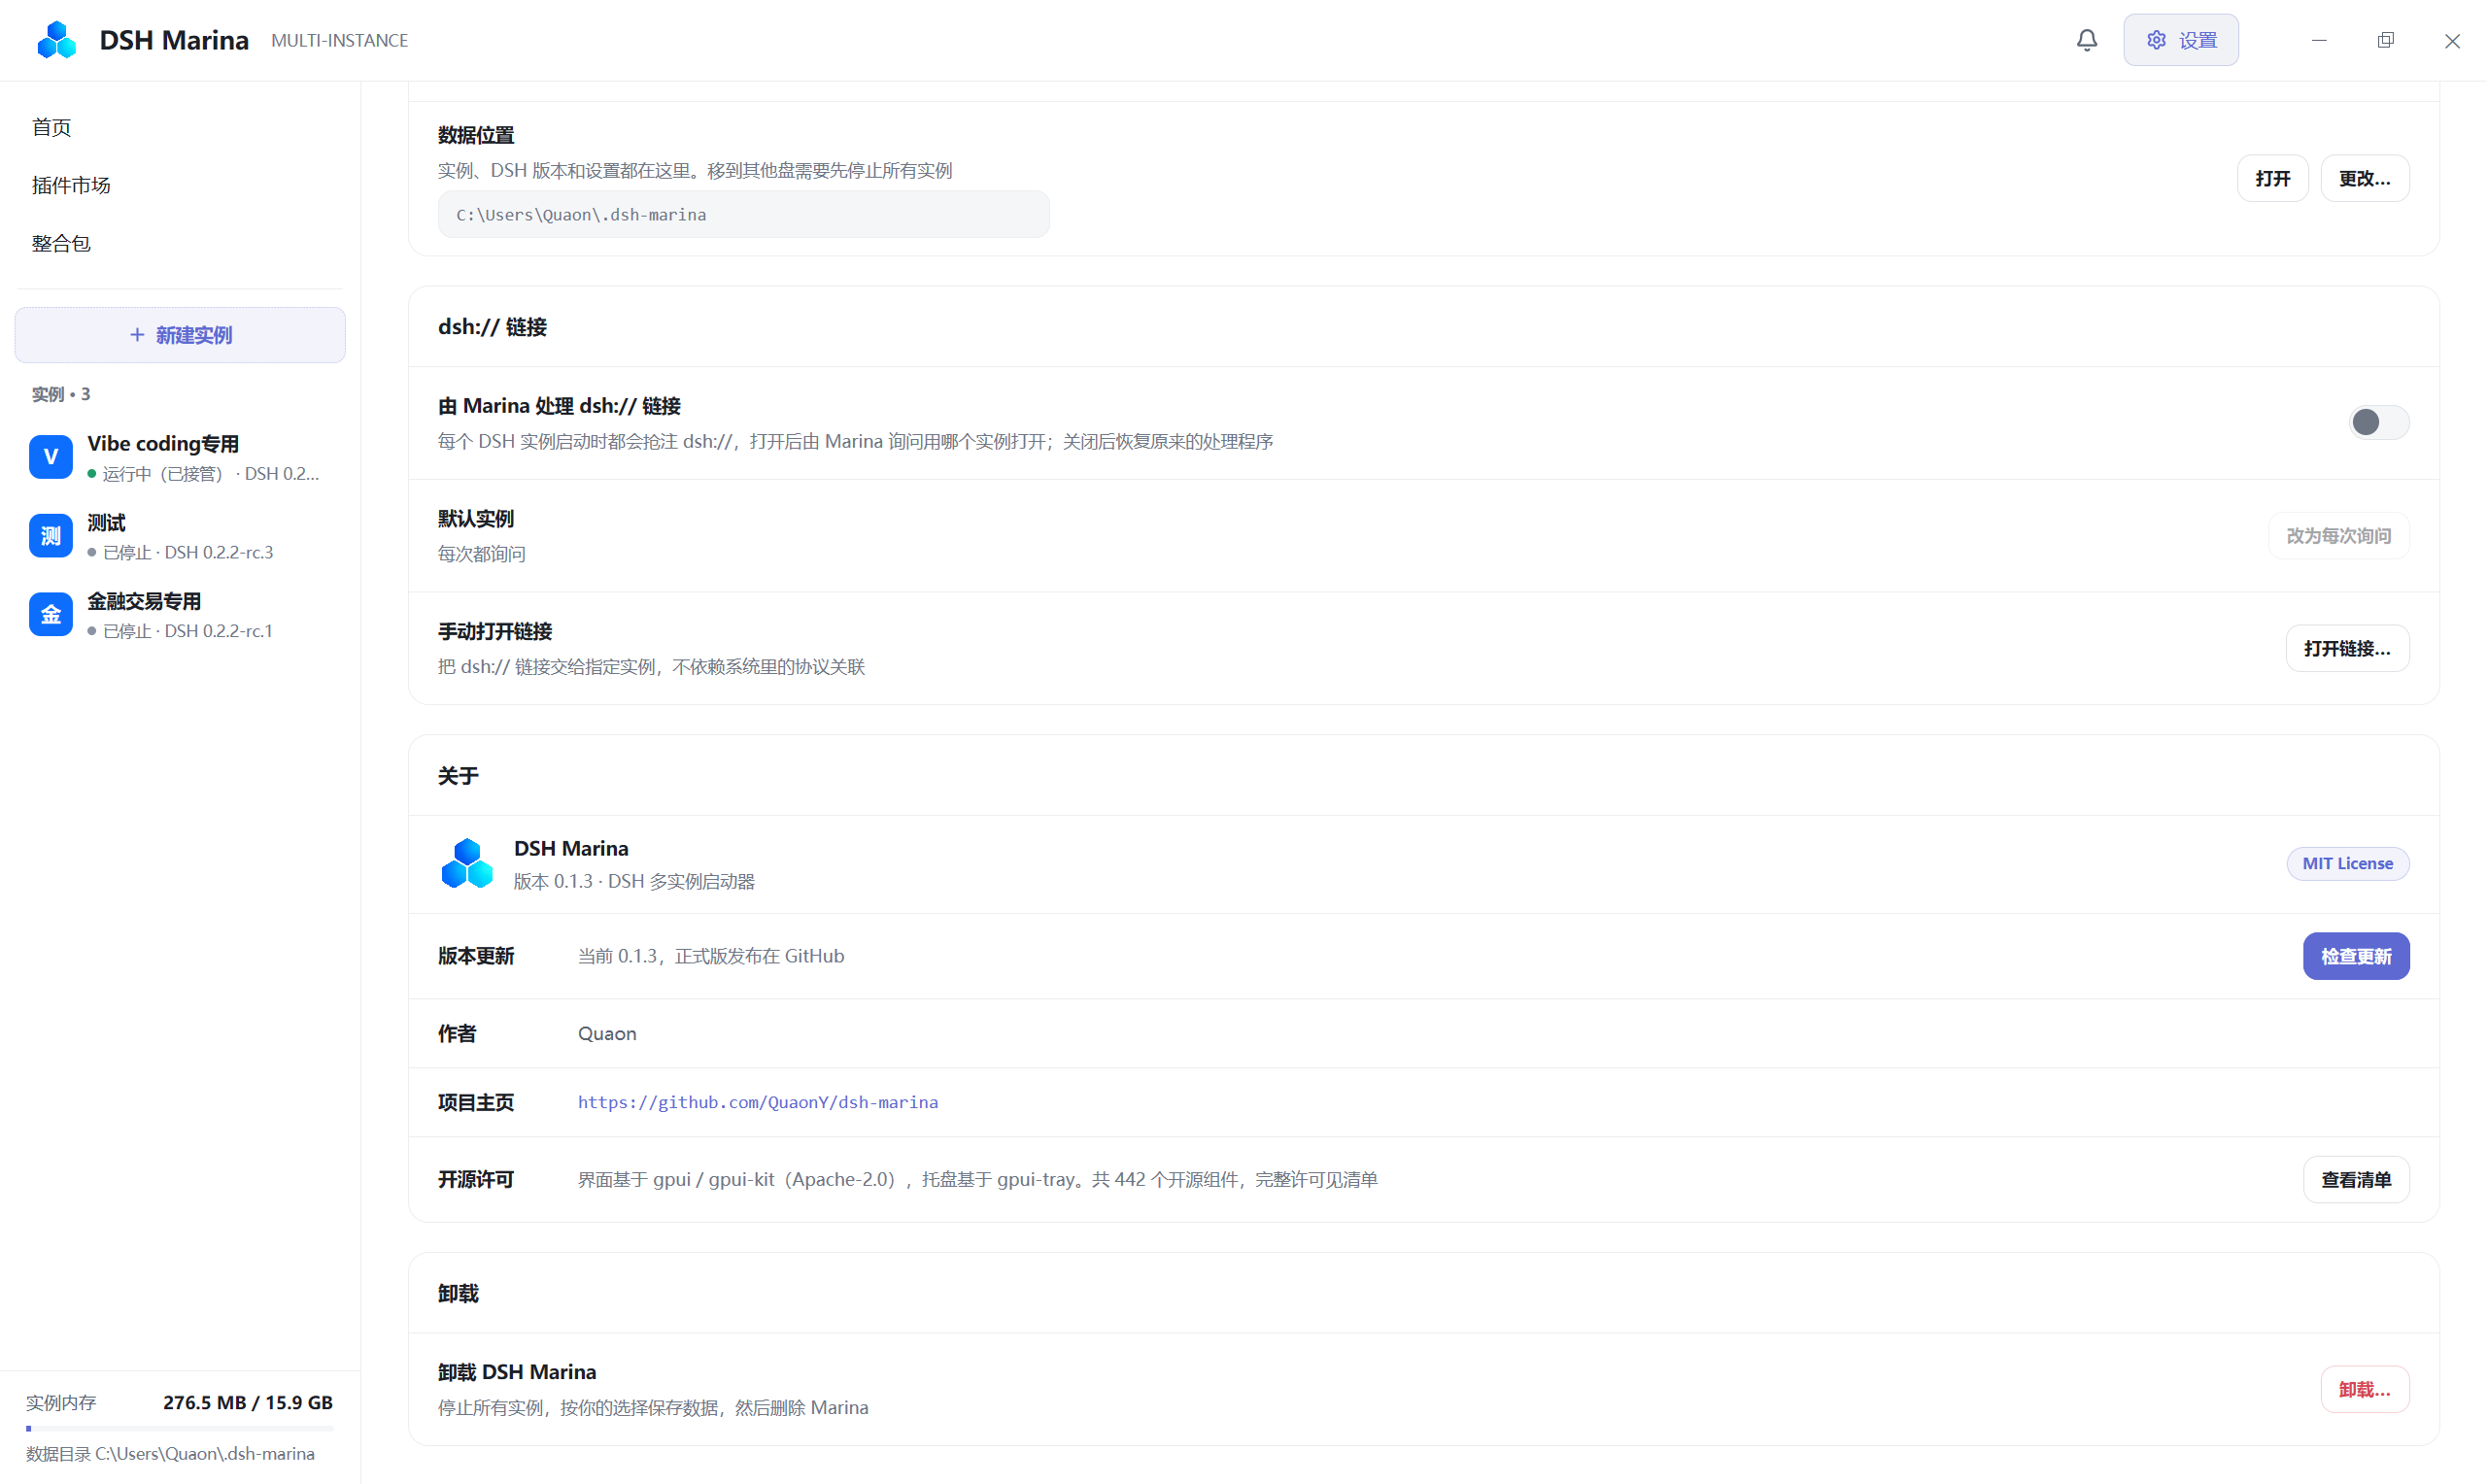 DSH Marina MULTI-INSTANCE
设置
首页
插件市场
整合包
+ 新建实例
实例 • 3
V
Vibe coding专用
运行中（已接管） · DSH 0.2...
测
测试
已停止 · DSH 0.2.2-rc.3
金
金融交易专用
已停止 · DSH 0.2.2-rc.1
实例内存 276.5 MB / 15.9 GB
数据目录 C:\Users\Quaon\.dsh-marina
数据位置
实例、DSH 版本和设置都在这里。移到其他盘需要先停止所有实例
C:\Users\Quaon\.dsh-marina
打开 更改...
dsh:// 链接
由 Marina 处理 dsh:// 链接
每个 DSH 实例启动时都会抢注 dsh://，打开后由 Marina 询问用哪个实例打开；关闭后恢复原来的处理程序
默认实例
每次都询问
改为每次询问
手动打开链接
把 dsh:// 链接交给指定实例，不依赖系统里的协议关联
打开链接...
关于
DSH Marina
版本 0.1.3 · DSH 多实例启动器
MIT License
版本更新 当前 0.1.3，正式版发布在 GitHub 检查更新
作者 Quaon
项目主页 https://github.com/QuaonY/dsh-marina
开源许可 界面基于 gpui / gpui-kit（Apache-2.0），托盘基于 gpui-tray。共 442 个开源组件，完整许可见清单 查看清单
卸载
卸载 DSH Marina
停止所有实例，按你的选择保存数据，然后删除 Marina
卸载...